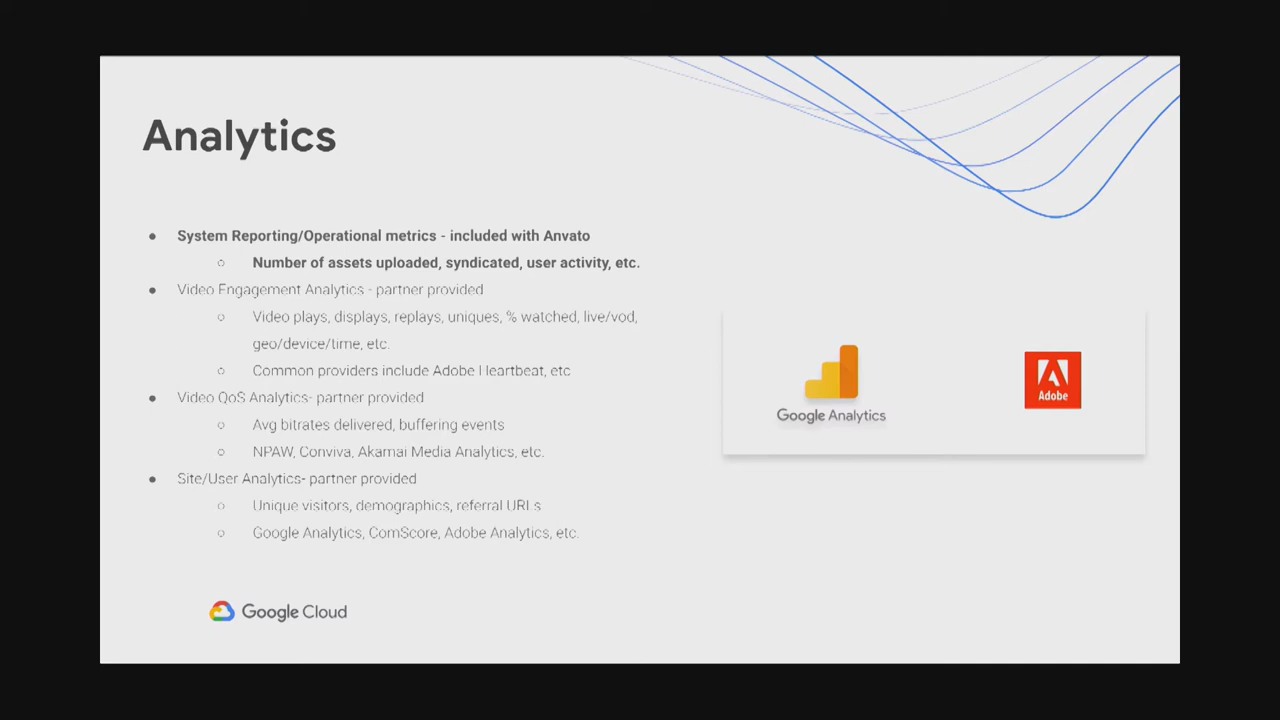 Analytics
● System Reporting/Operational metrics - included with Anvato
○ Number of assets uploaded, syndicated, user activity, etc.
● Video Engagement Analytics - partner provided
○ Video plays, displays, replays, uniques, % watched, live/vod,
geo/device/time, etc.
○ Common providers include Adobe Heartbeat, etc
● Video QoS Analytics- partner provided
○ Avg bitrates delivered, buffering events
○ NPAW, Conviva, Akamai Media Analytics, etc.
● Site/User Analytics- partner provided
○ Unique visitors, demographics, referral URLs
○ Google Analytics, ComScore, Adobe Analytics, etc.
Google Analytics
Adobe
Google Cloud